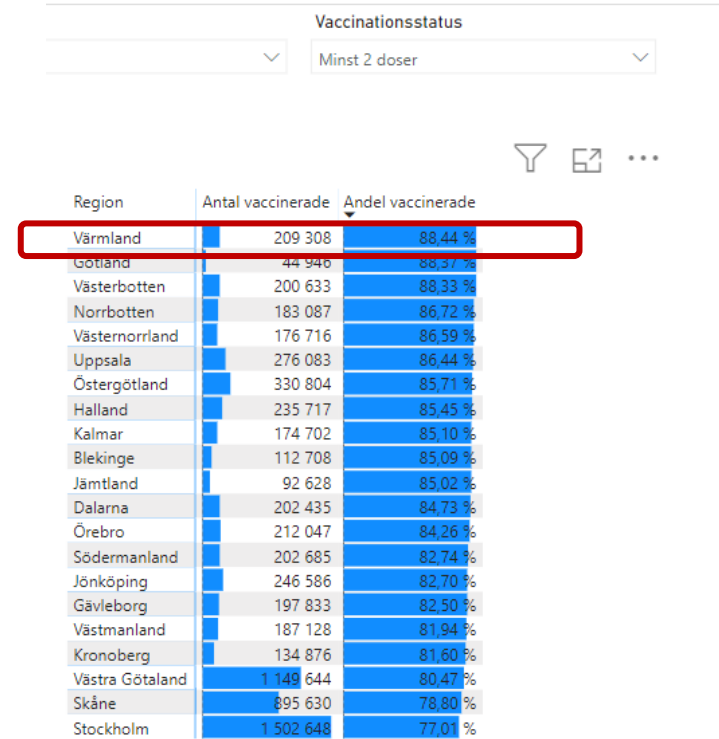 Vaccinationsstatus
Minst 2 doser
Region Antal vaccinerade Andel vaccinerade
Värmland 209 308 88,44 %
Gotland 44 946 88,37 %
Västerbotten 200 633 88,33 %
Norrbotten 183 087 86,72 %
Västernorrland 176 716 86,59 %
Uppsala 276 083 86,44 %
Östergötland 330 804 85,71 %
Halland 235 717 85,45 %
Kalmar 174 702 85,10 %
Blekinge 112 708 85,09 %
Jämtland 92 628 85,02 %
Dalarna 202 435 84,73 %
Örebro 212 047 84,26 %
Södermanland 202 685 82,74 %
Jönköping 246 586 82,70 %
Gävleborg 197 833 82,50 %
Västmanland 187 128 81,94 %
Kronoberg 134 876 81,60 %
Västra Götaland 1 149 644 80,47 %
Skåne 895 630 78,80 %
Stockholm 1 502 648 77,01 %